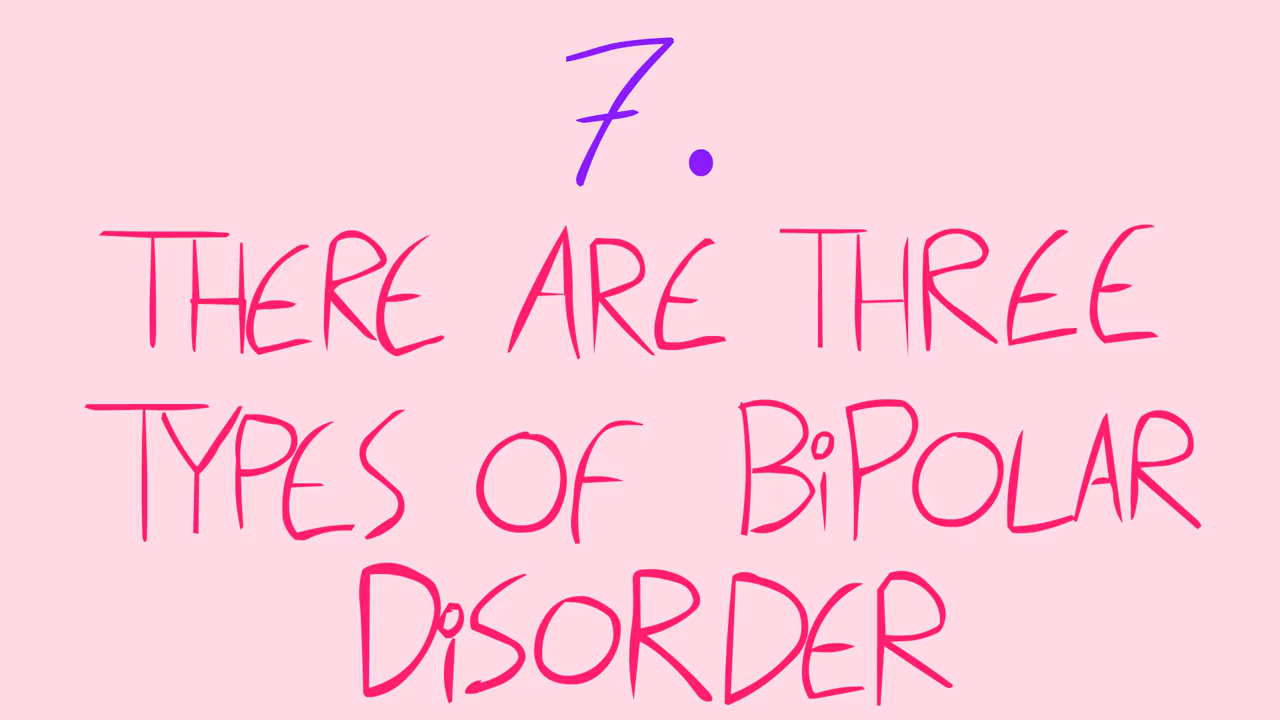 7.
THERE ARE THREE
TYPES OF BiPOLAR
DiSORDER